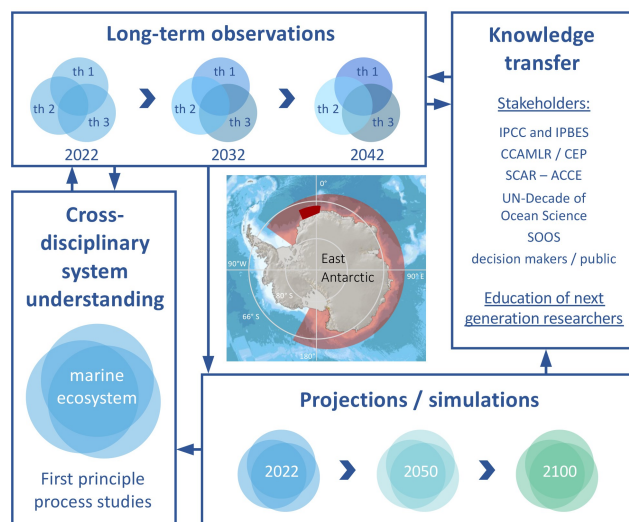 Long-term observations
th 1
th 2
th 3
2022
th 1
th 2
th 3
2032
th 1
th 2
th 3
2042
Knowledge
transfer
Stakeholders:
IPCC and IPBES
CCAMLR / CEP
SCAR – ACCE
UN-Decade of
Ocean Science
SOOS
decision makers / public
Education of next
generation researchers
Cross-
disciplinary
system
understanding
marine
ecosystem
First principle
process studies
0°
East
Antarctic
90°W
90° E
70° S
66° S
180°
Projections / simulations
2022
2050
2100